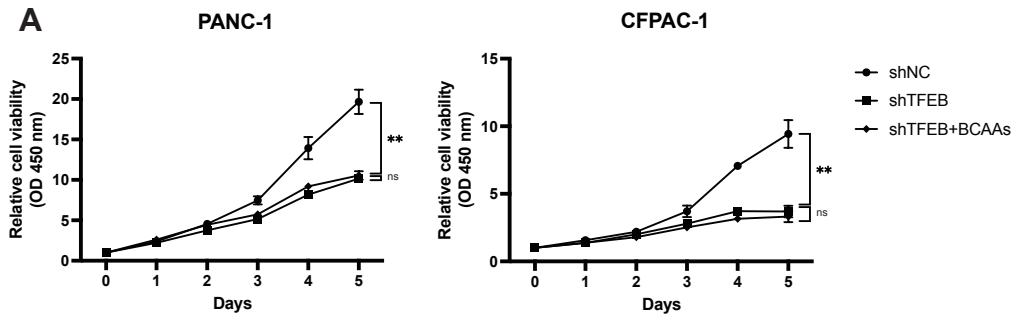 A
PANC-1
Relative cell viability
(OD 450 nm)
25
20
15
10
5
0
0 1 2 3 4 5
Days
**
ns
CFPAC-1
Relative cell viability
(OD 450 nm)
15
10
5
0
0 1 2 3 4 5
Days
**
ns
shNC
shTFEB
shTFEB+BCAAs